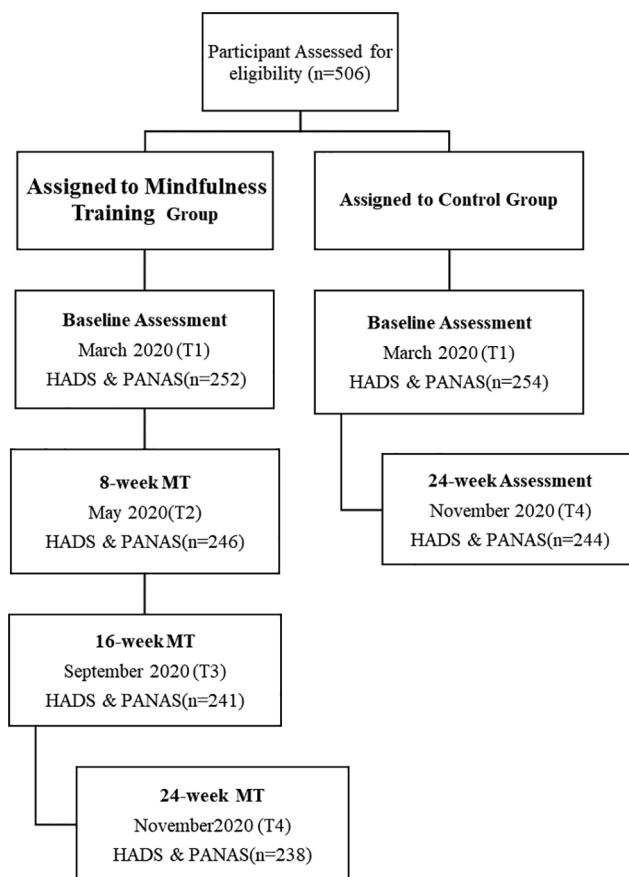 Participant Assessed for
eligibility (n=506)
Assigned to Mindfulness
Training Group
Assigned to Control Group
Baseline Assessment
March 2020 (T1)
HADS & PANAS(n=252)
Baseline Assessment
March 2020 (T1)
HADS & PANAS(n=254)
8-week MT
May 2020(T2)
HADS & PANAS(n=246)
24-week Assessment
November 2020 (T4)
HADS & PANAS(n=244)
16-week MT
September 2020 (T3)
HADS & PANAS(n=241)
24-week MT
November2020 (T4)
HADS & PANAS(n=238)